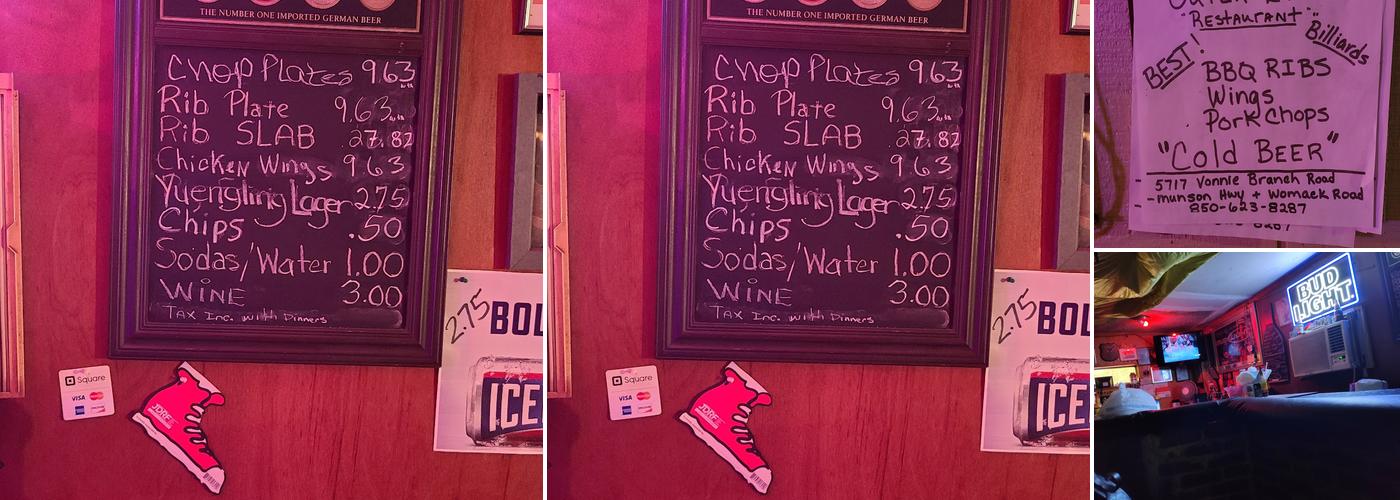 THE NUMBER ONE IMPORTED GERMAN BEER
Chop Plates 9.63
Rib Plate 9.63
Rib SLAB 27.82
Chicken Wings 9.63
Yuengling Lager 2.75
Chips .50
Sodas/Water 1.00
WINE 3.00
TAX Inc. with Dinners
2.75
BOL
ICE
Square
VISA
JDRF
THE NUMBER ONE IMPORTED GERMAN BEER
Chop Plates 9.63
Rib Plate 9.63
Rib SLAB 27.82
Chicken Wings 9.63
Yuengling Lager 2.75
Chips .50
Sodas/Water 1.00
WINE 3.00
TAX Inc. with Dinners
2.75
BOL
ICE
Square
VISA
JDRF
"RESTAURANT"
Billiards
BEST!
BBQ RIBS
Wings
Pork Chops
"Cold BEER"
5717 Vonnie Branch Road
-munson Hwy + Womack Road
850-623-8287
BUD
LIGHT